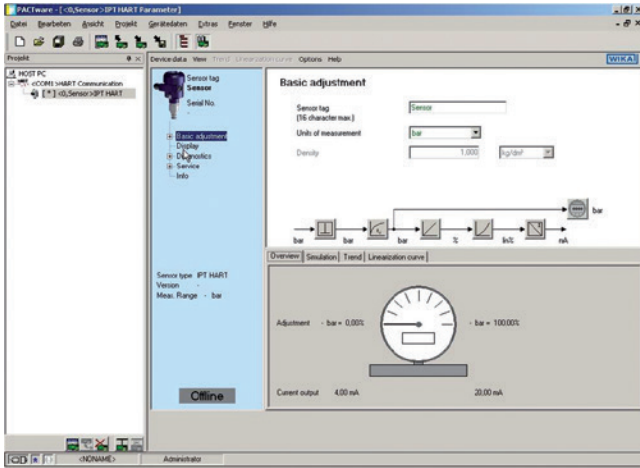 PACTware - [<0,Sensor>IPT HART Parameter]
Datei Bearbeiten Ansicht Projekt Gerätedaten Extras Fenster Hilfe
Projekt
HOST PC
<COM1>HART Communication
[ * ] <0,Sensor>IPT HART
Device data View Trend Linearization curve Options Help
WIKAI
Sensor tag
Sensor
Serial No.
-
Basic adjustment
Display
Diagnostics
Service
Info
Sensor type IPT HART
Version -
Meas. Range - bar
Offline
Basic adjustment
Sensor tag
(16 character max.)
Sensor
Units of measurement
bar
Density
1,000
kg/dm³
bar
bar
bar
bar
%
lin%
mA
Overview Simulation Trend Linearization curve
Adjustment - bar = 0,00%
- bar = 100,00%
Current output 4,00 mA
20,00 mA
<NONAME>
Administrator